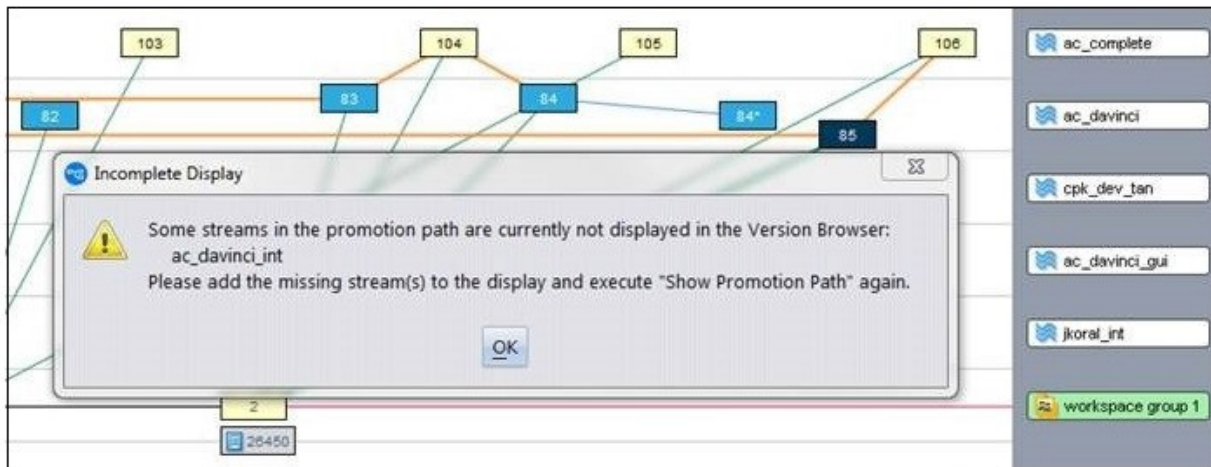 103
104
105
106
ac_complete
82
83
84
84*
85
ac_davinci
Incomplete Display
Some streams in the promotion path are currently not displayed in the Version Browser:
ac_davinci_int
Please add the missing stream(s) to the display and execute "Show Promotion Path" again.
OK
cpk_dev_tan
ac_davinci_gui
jkoral_int
2
workspace group 1
26450